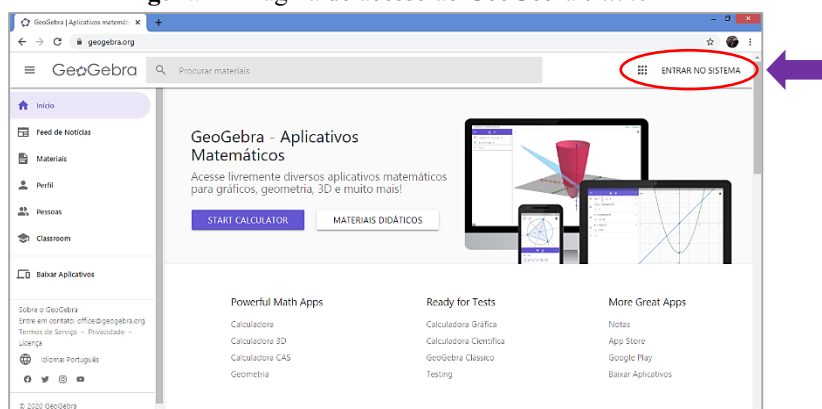 GeoGebra | Aplicativos matemáti
geogebra.org
GeoGebra
Procurar materiais
ENTRAR NO SISTEMA
Início
Feed de Notícias
Materiais
Perfil
Pessoas
Classroom
Baixar Aplicativos
Sobre o GeoGebra
Entre em contato: office@geogebra.org
Termos de Serviço – Privacidade –
Licença
Idioma: Português
© 2020 GeoGebra
GeoGebra - Aplicativos
Matemáticos
Acesse livremente diversos aplicativos matemáticos
para gráficos, geometria, 3D e muito mais!
START CALCULATOR
MATERIAIS DIDÁTICOS
Powerful Math Apps
Calculadora
Calculadora 3D
Calculadora CAS
Geometria
Ready for Tests
Calculadora Gráfica
Calculadora Científica
GeoGebra Clássico
Testing
More Great Apps
Notas
App Store
Google Play
Baixar Aplicativos